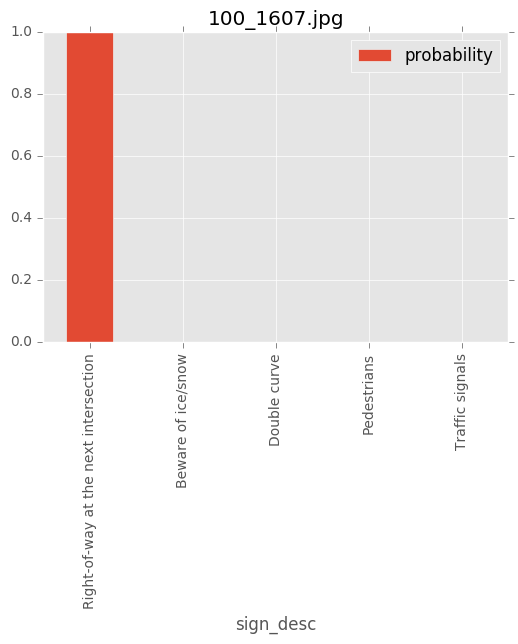 100_1607.jpg
probability
1.0
0.8
0.6
0.4
0.2
0.0
Right-of-way at the next intersection
Beware of ice/snow
Double curve
Pedestrians
Traffic signals
sign_desc